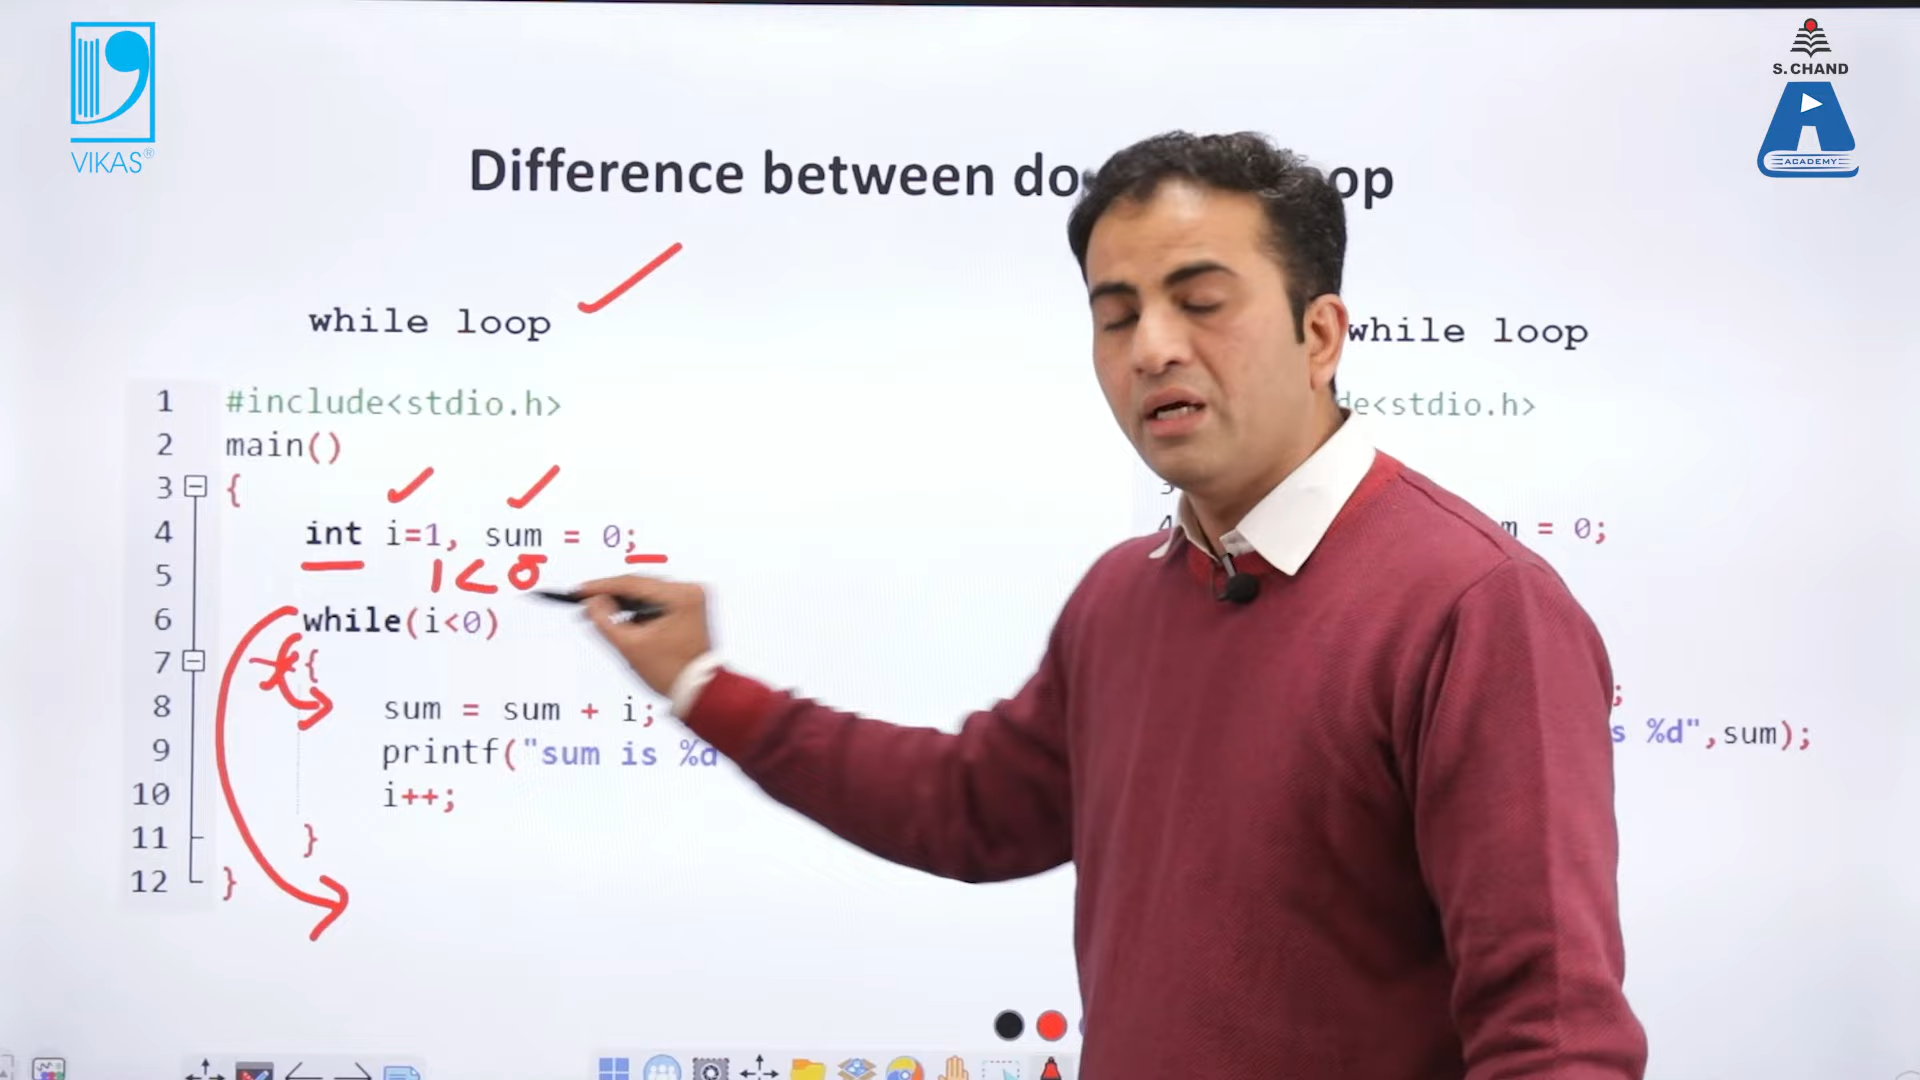 VIKAS®
S. CHAND
ACADEMY
Difference between do op
while loop
while loop
1 #include<stdio.h>
2 main()
3 {
4 int i=1, sum = 0;
5 1 < 0
6 while(i<0)
7 {
8 sum = sum + i;
9 printf("sum is %d
10 i++;
11 }
12 }
de<stdio.h>
3
4 m = 0;
;
s %d",sum);